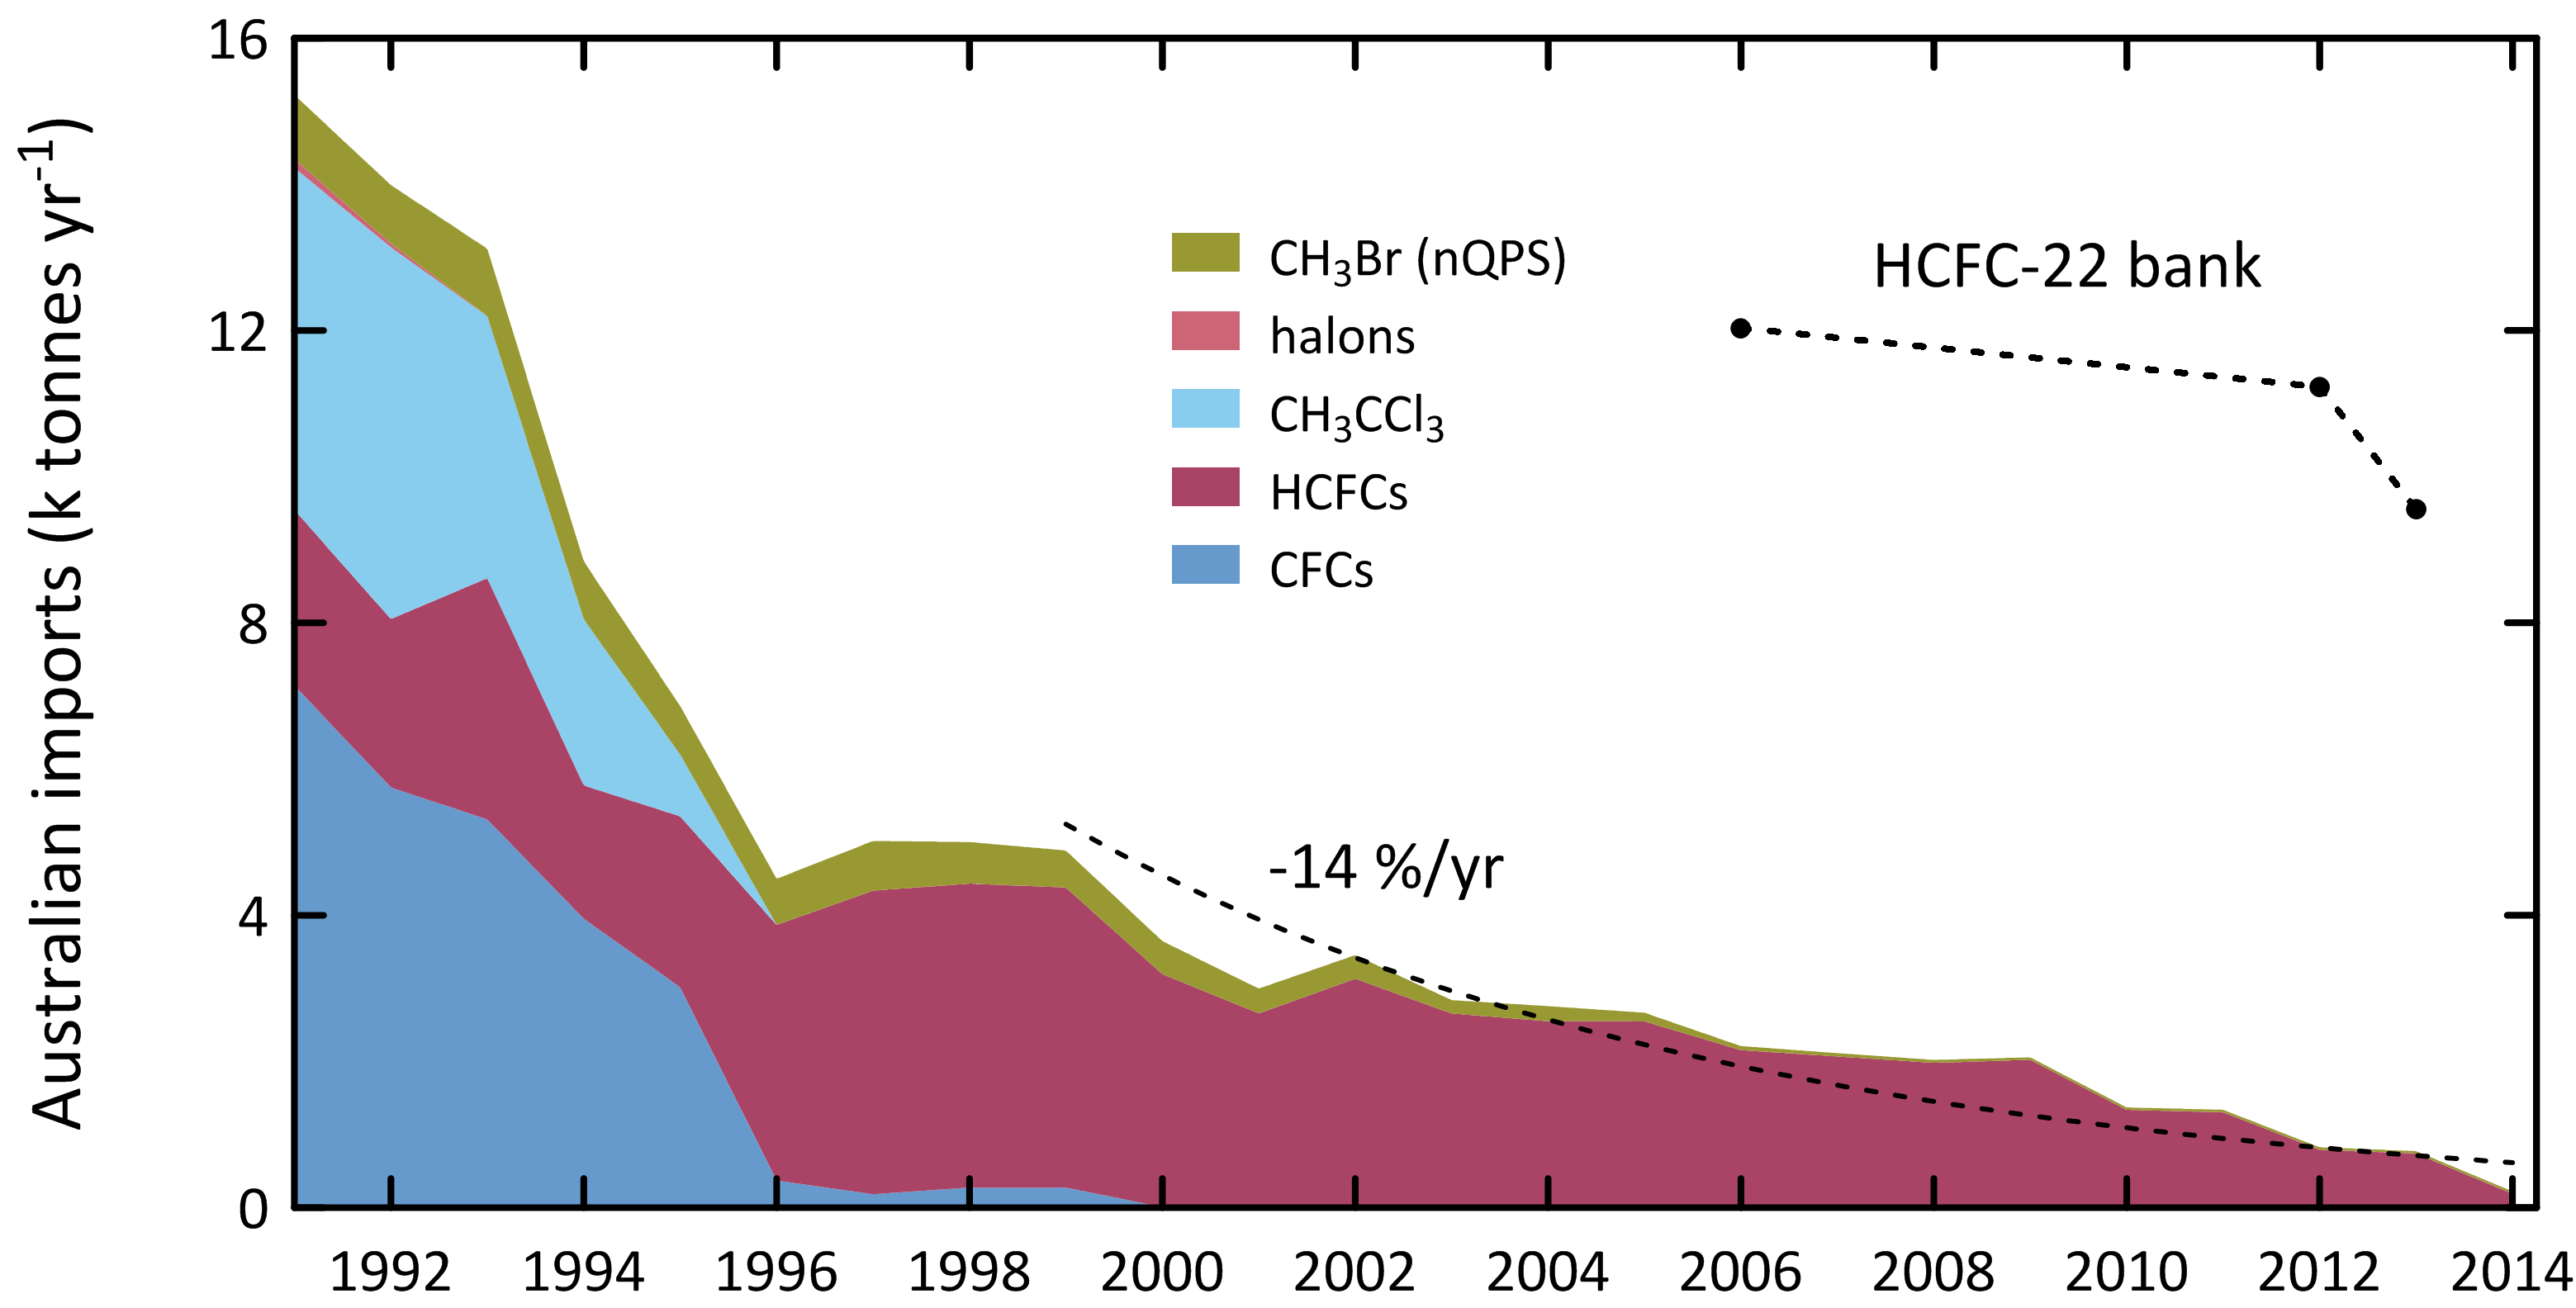 Australian imports (k tonnes yr⁻¹)
16
12
8
4
0
CH₃Br (nQPS)
halons
CH₃CCl₃
HCFCs
CFCs
HCFC-22 bank
-14 %/yr
1992 1994 1996 1998 2000 2002 2004 2006 2008 2010 2012 2014